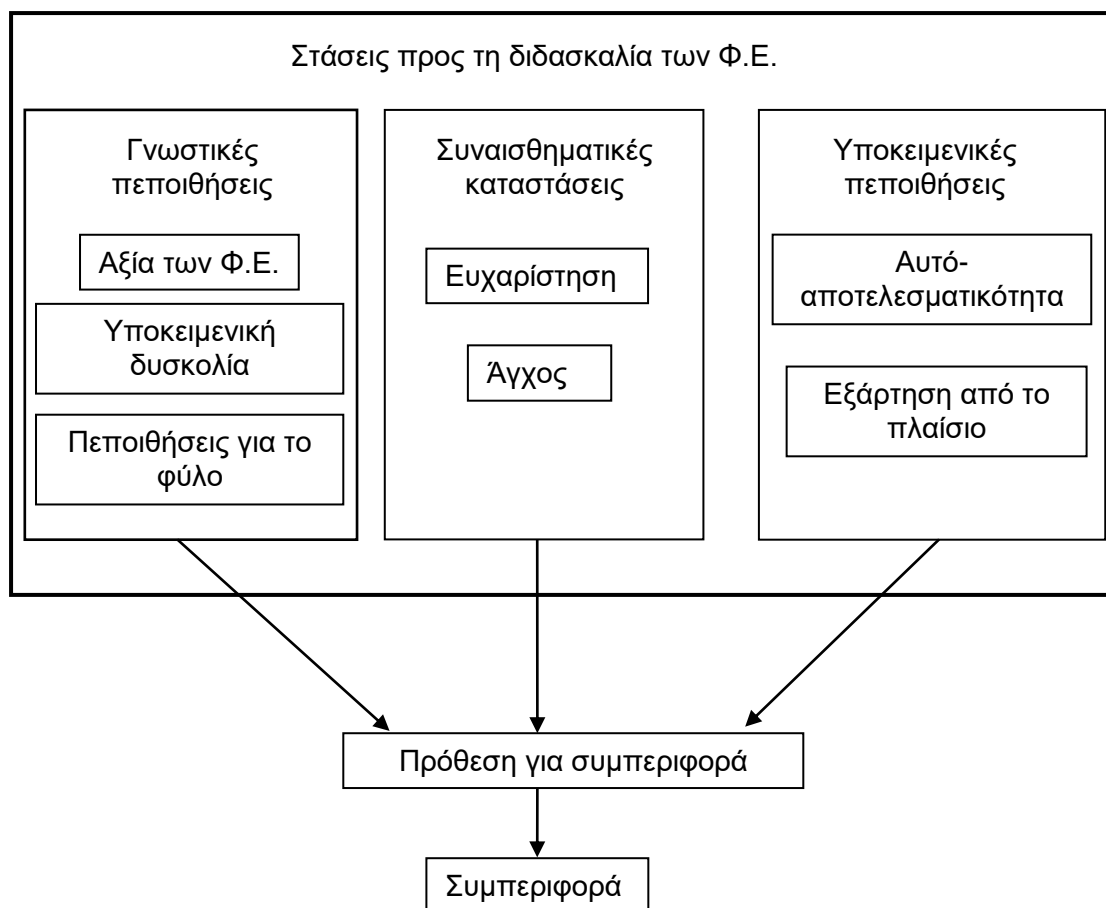 Στάσεις προς τη διδασκαλία των Φ.Ε.
Γνωστικές
πεποιθήσεις
Αξία των Φ.Ε.
Υποκειμενική
δυσκολία
Πεποιθήσεις για το
φύλο
Συναισθηματικές
καταστάσεις
Ευχαρίστηση
Άγχος
Υποκειμενικές
πεποιθήσεις
Αυτό-
αποτελεσματικότητα
Εξάρτηση από το
πλαίσιο
Πρόθεση για συμπεριφορά
Συμπεριφορά